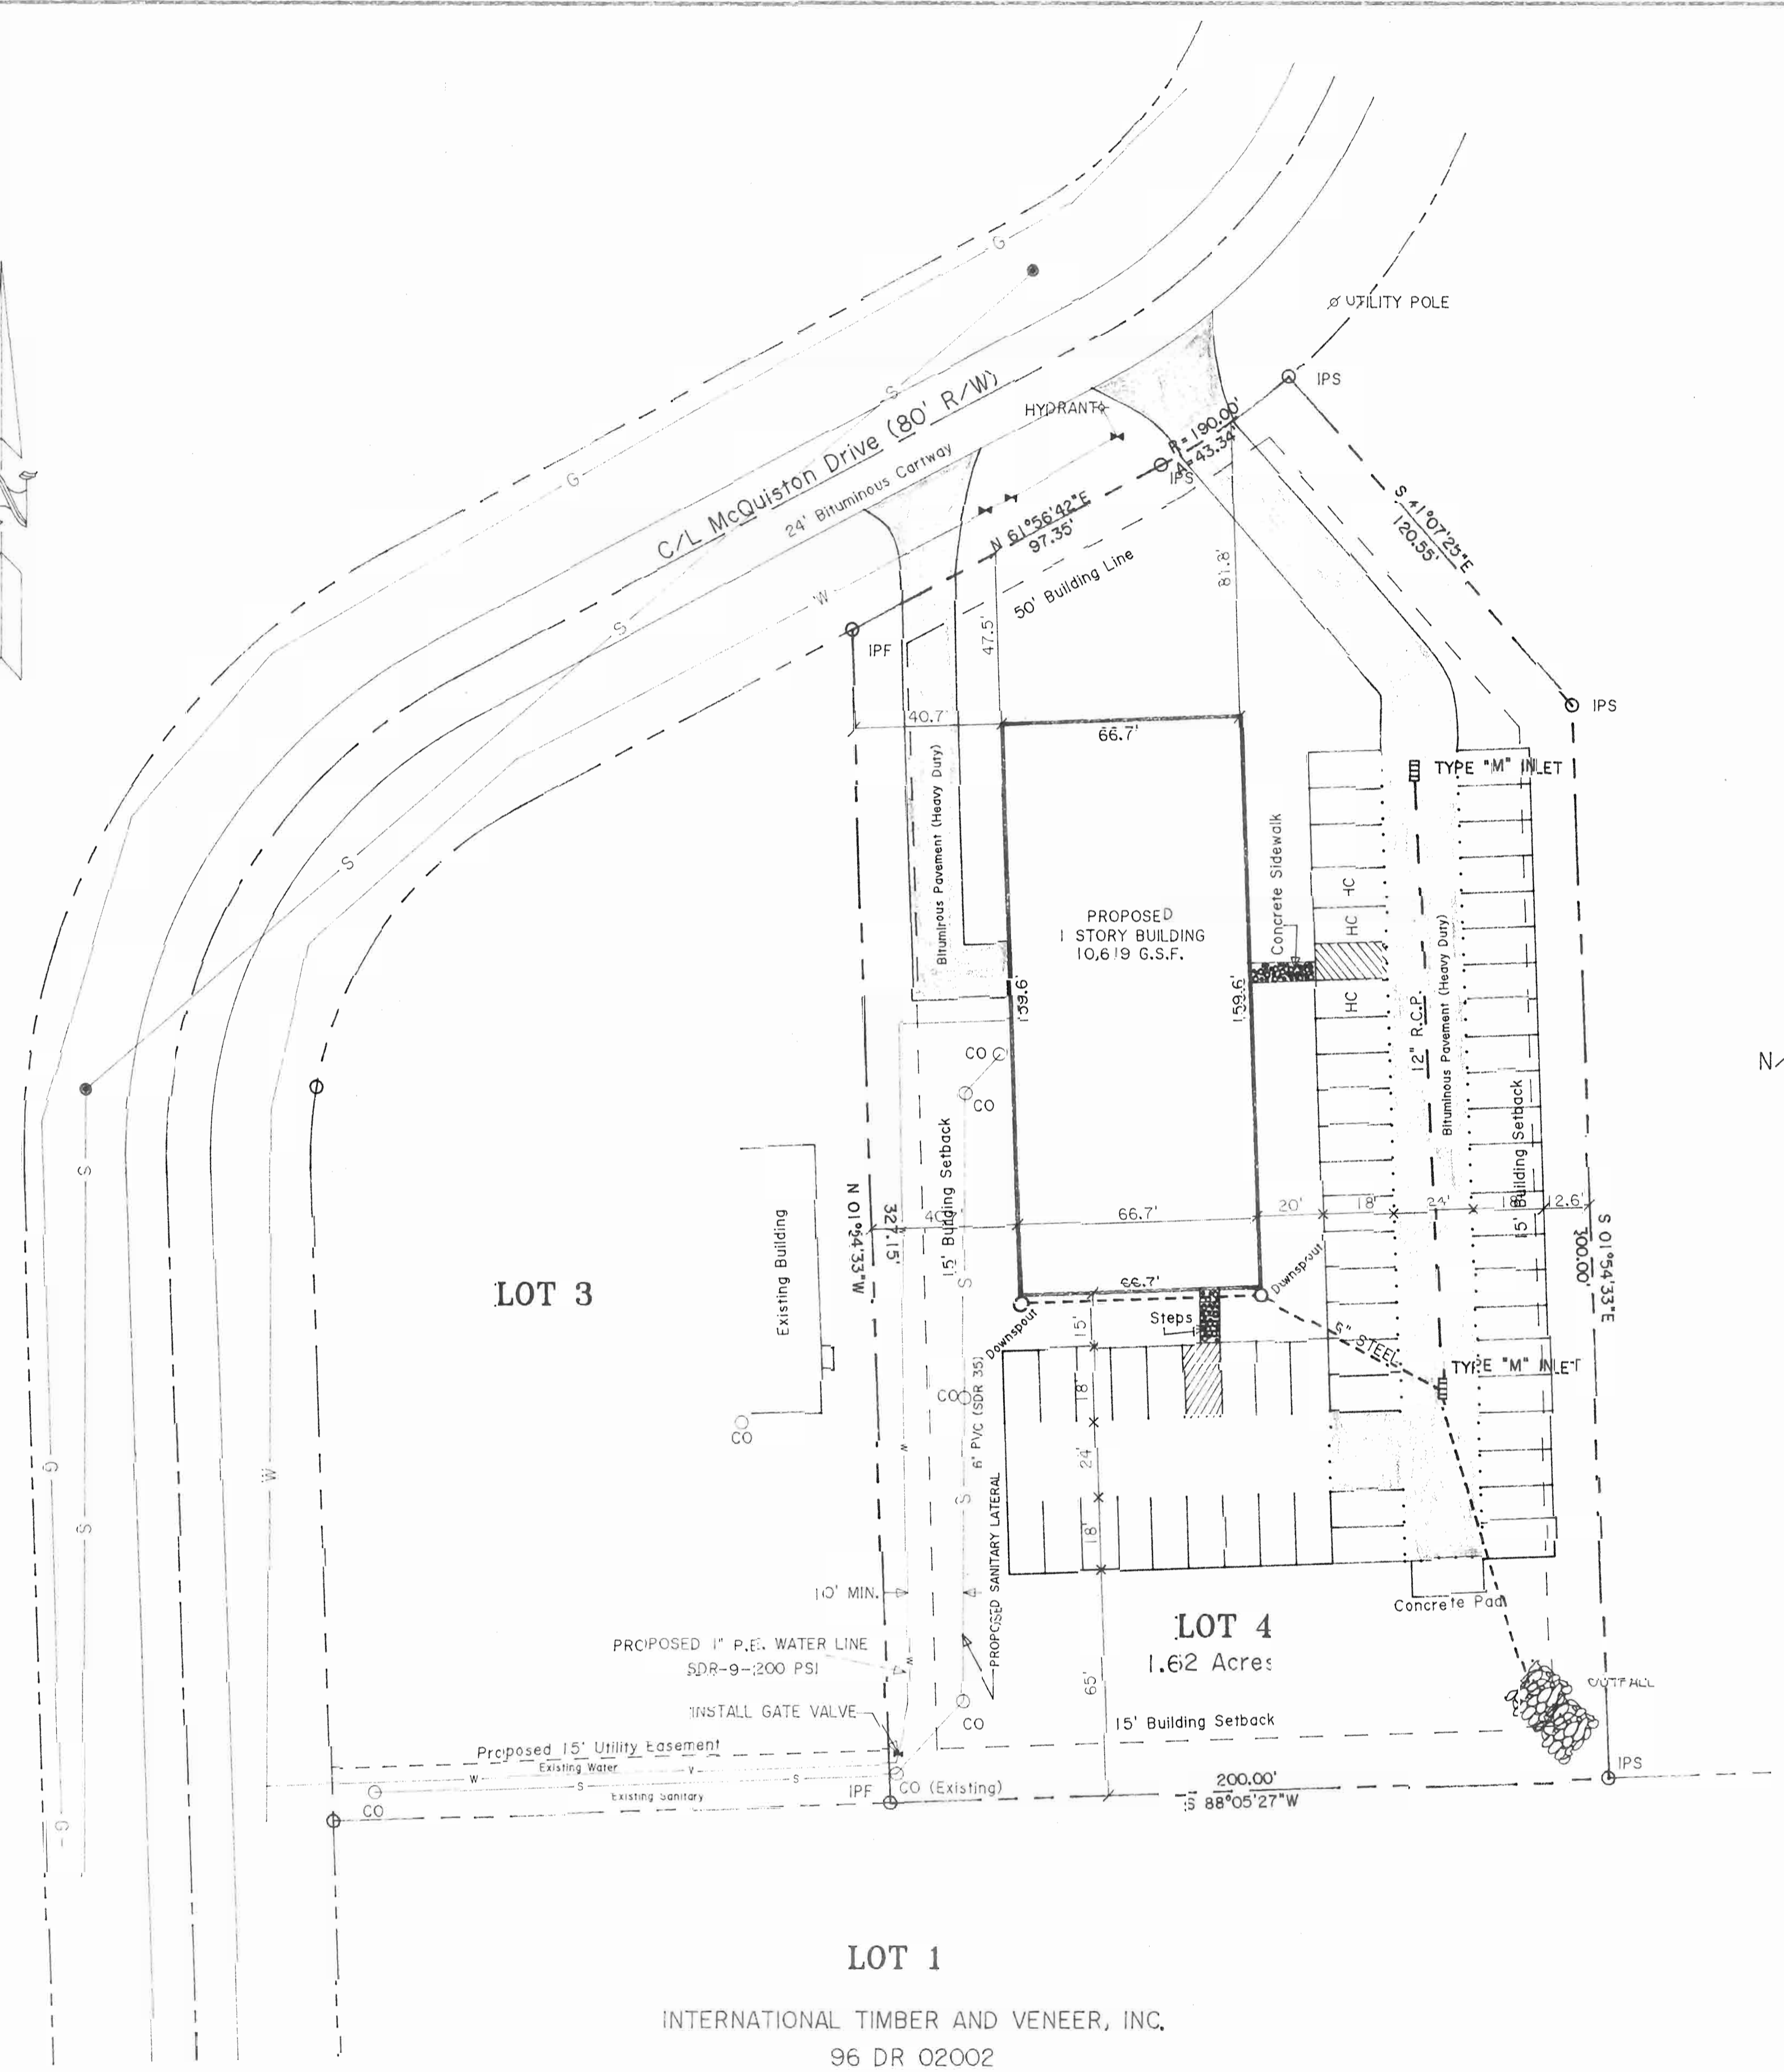 G
UTILITY POLE
IPS
S
HYDRANT
C/L McQuiston Drive (80' R/W)
24' Bituminous Cartway
R=190.00'
A=43.34'
IPS
G
N 61°56'42"E
97.35'
S 41°07'25"E
120.55'
50' Building Line
81.8'
W
S
47.5'
IPF
IPS
40.7'
66.7'
TYPE "M" INLET
Bituminous Pavement (Heavy Duty)
Concrete Sidewalk
S
HC
HC
HC
PROPOSED
1 STORY BUILDING
10,619 G.S.F.
159.6'
159.6'
12" R.C.P.
Bituminous Pavement (Heavy Duty)
N/
CO
CO
15' Building Setback
15' Building Setback
S
N 01°54'33"W
327.15'
66.7'
20'
18'
24'
18'
12.6'
S 01°54'33"E
300.00'
Existing Building
LOT 3
S
66.7'
Downspout
Downspout
Steps
15'
6" STEEL
TYPE "M" INLET
CO
6" PVC (SDR 35)
18'
CO
24'
W
G
W
S
S
18'
PROPOSED SANITARY LATERAL
10' MIN.
Concrete Pad
LOT 4
1.62 Acres
PROPOSED 1" P.E. WATER LINE
SDR-9-200 PSI
W
65'
OUTFALL
INSTALL GATE VALVE
CO
15' Building Setback
Proposed 15' Utility Easement
Existing Water
W
S
S
IPS
CO
Existing Sanitary
IPF
CO (Existing)
200.00'
S 88°05'27"W
G
LOT 1
INTERNATIONAL TIMBER AND VENEER, INC.
96 DR 02002